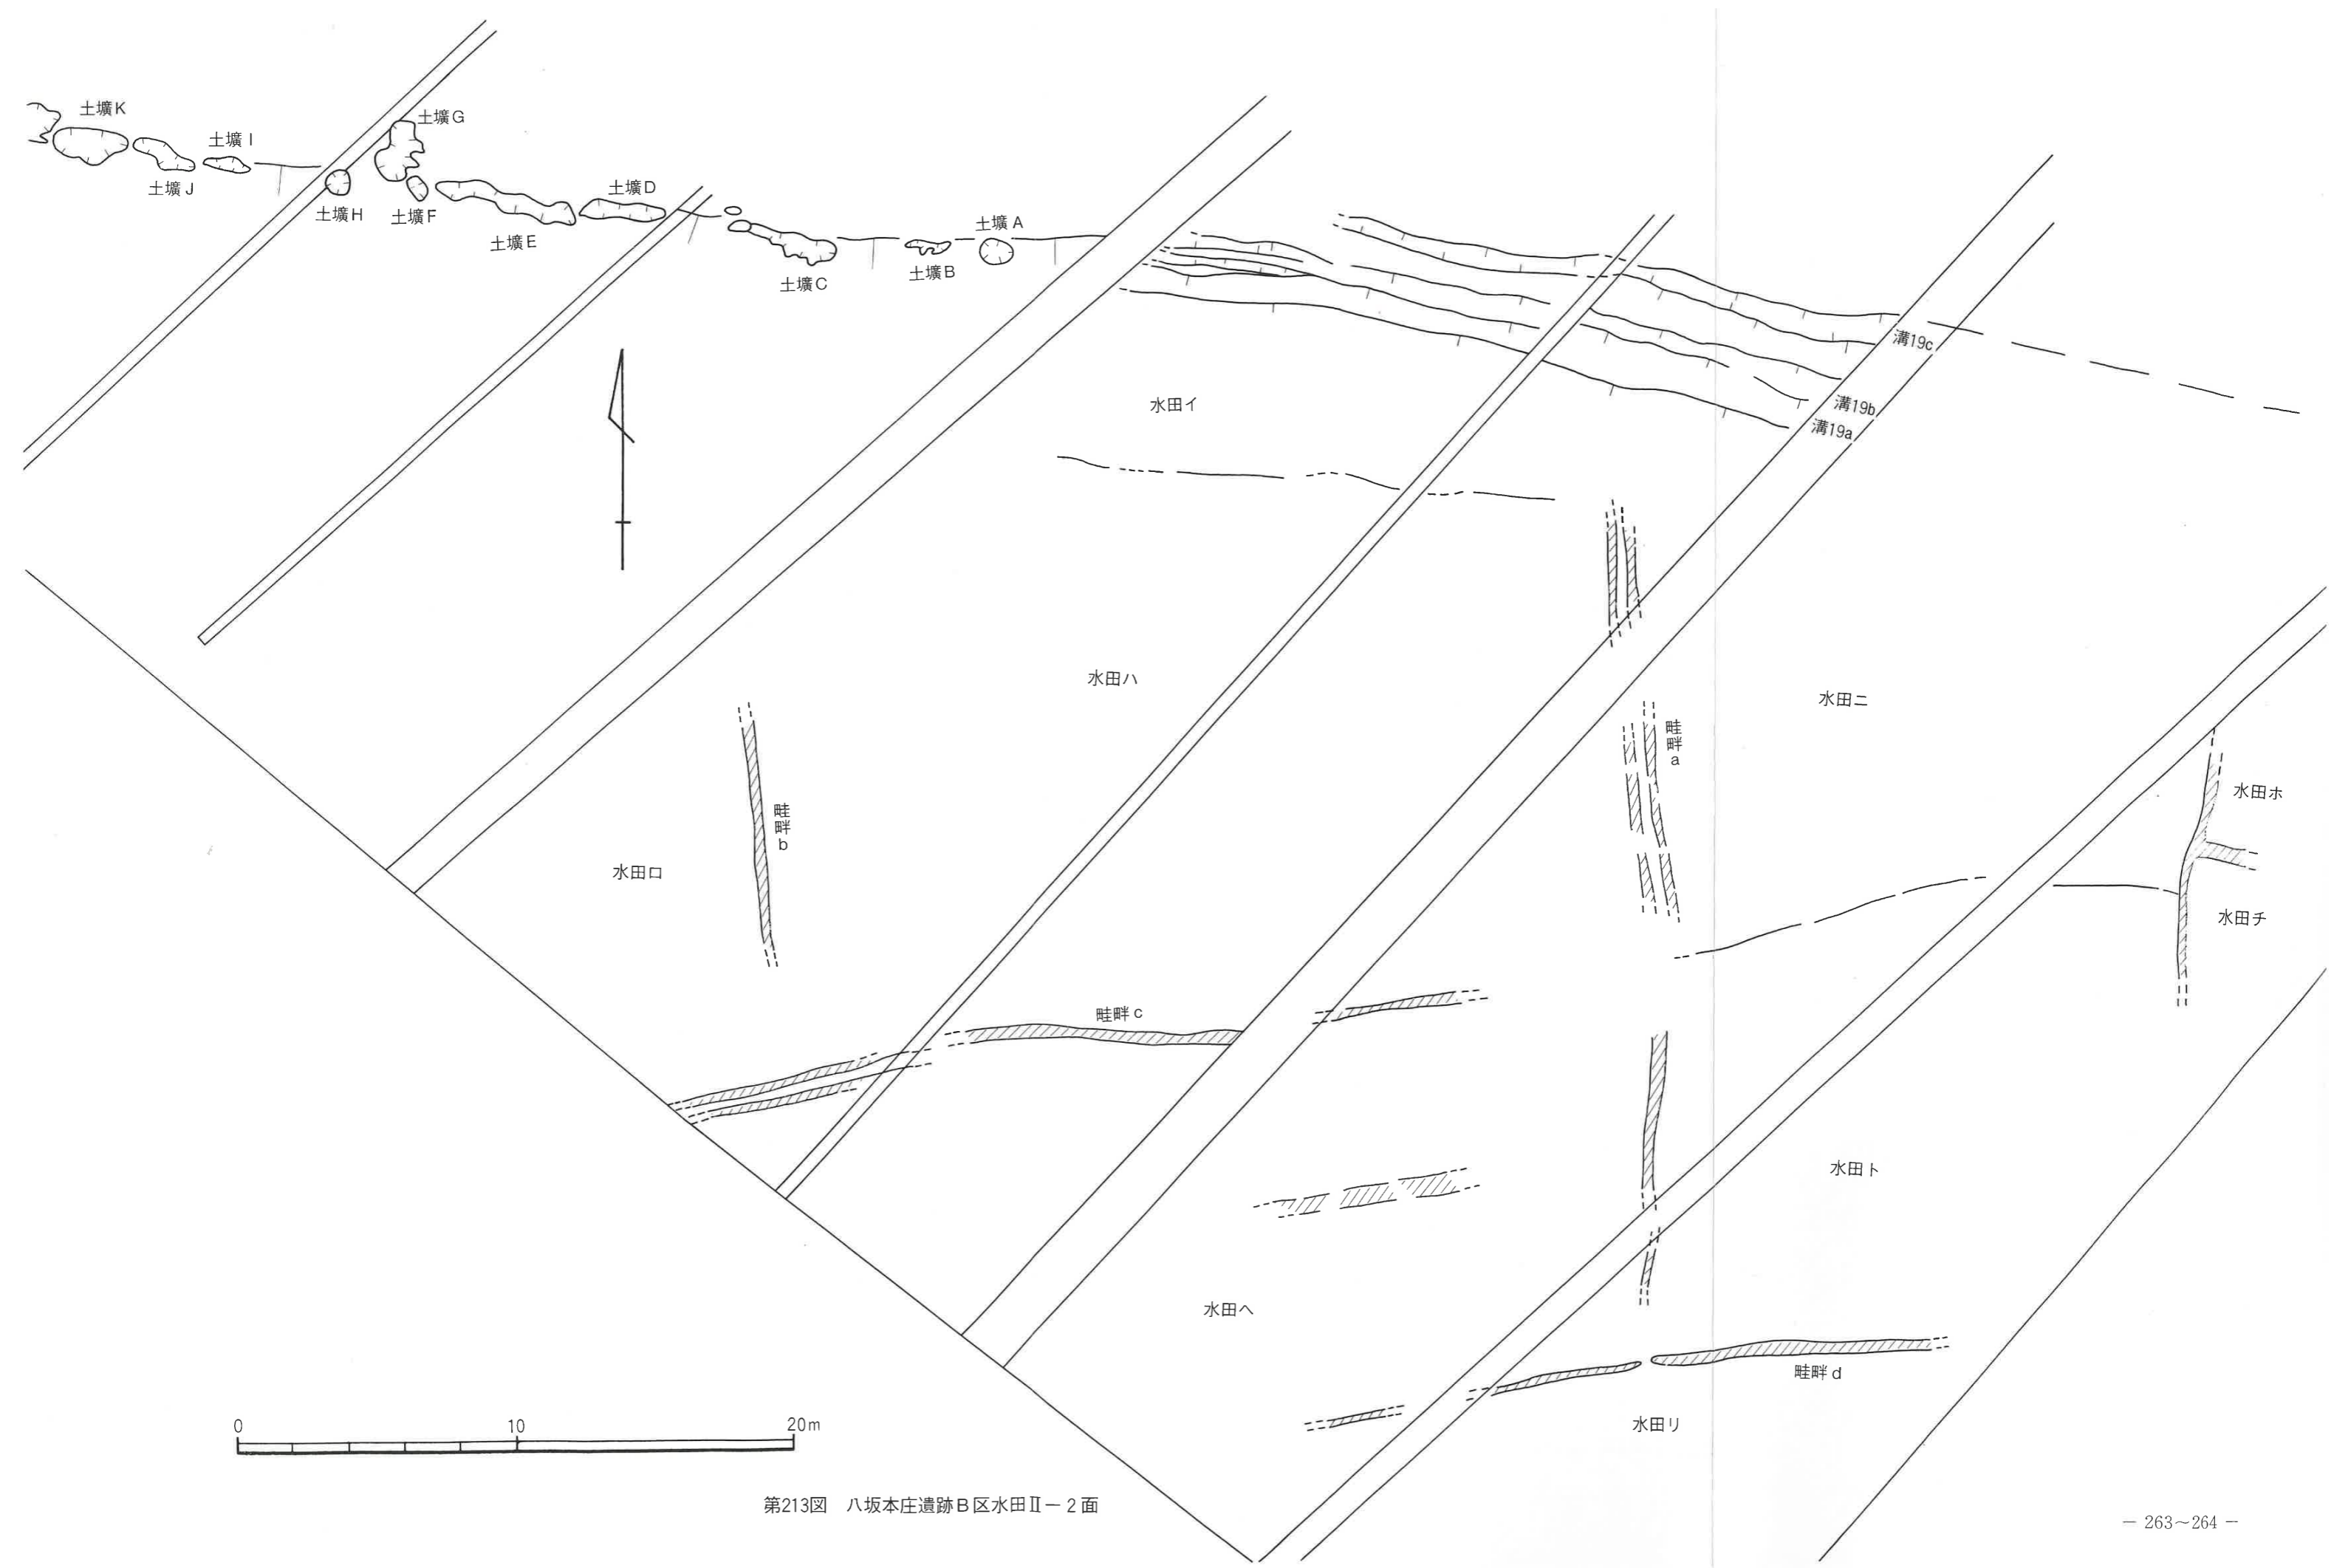 土壙K
土壙G
土壙I
土壙J
土壙D
土壙H
土壙F
土壙A
土壙E
土壙B
土壙C
溝19c
水田イ
溝19b
溝19a
水田ハ
水田ニ
畦畔a
水田ホ
畦畔b
水田ロ
水田チ
畦畔c
水田ト
水田ヘ
畦畔d
水田リ
0 10 20m
第213図 八坂本庄遺跡B区水田Ⅱ－2面
― 263～264 ―